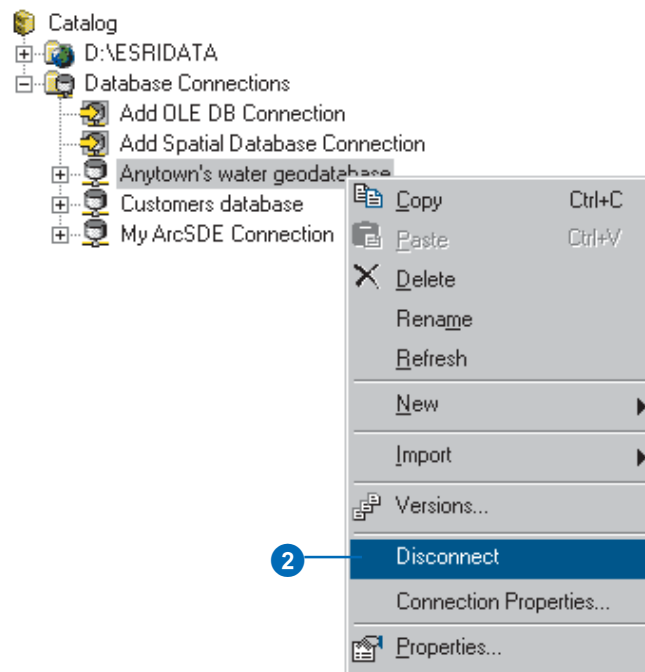 Catalog
D:\ESRIDATA
Database Connections
Add OLE DB Connection
Add Spatial Database Connection
Anytown's water geodatabase
Customers database
My ArcSDE Connection
Copy Ctrl+C
Paste Ctrl+V
Delete
Rename
Refresh
New
Import
Versions...
2 Disconnect
Connection Properties...
Properties...